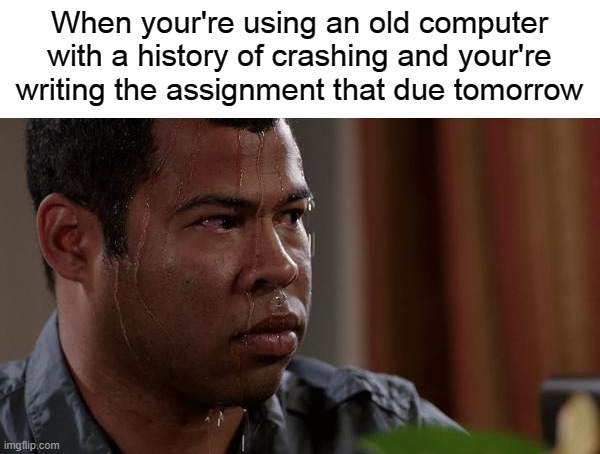 When your're using an old computer
with a history of crashing and your're
writing the assignment that due tomorrow
imgflip.com